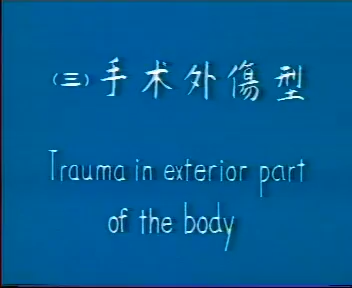 (三)手术外傷型
Trauma in exterior part
of the body